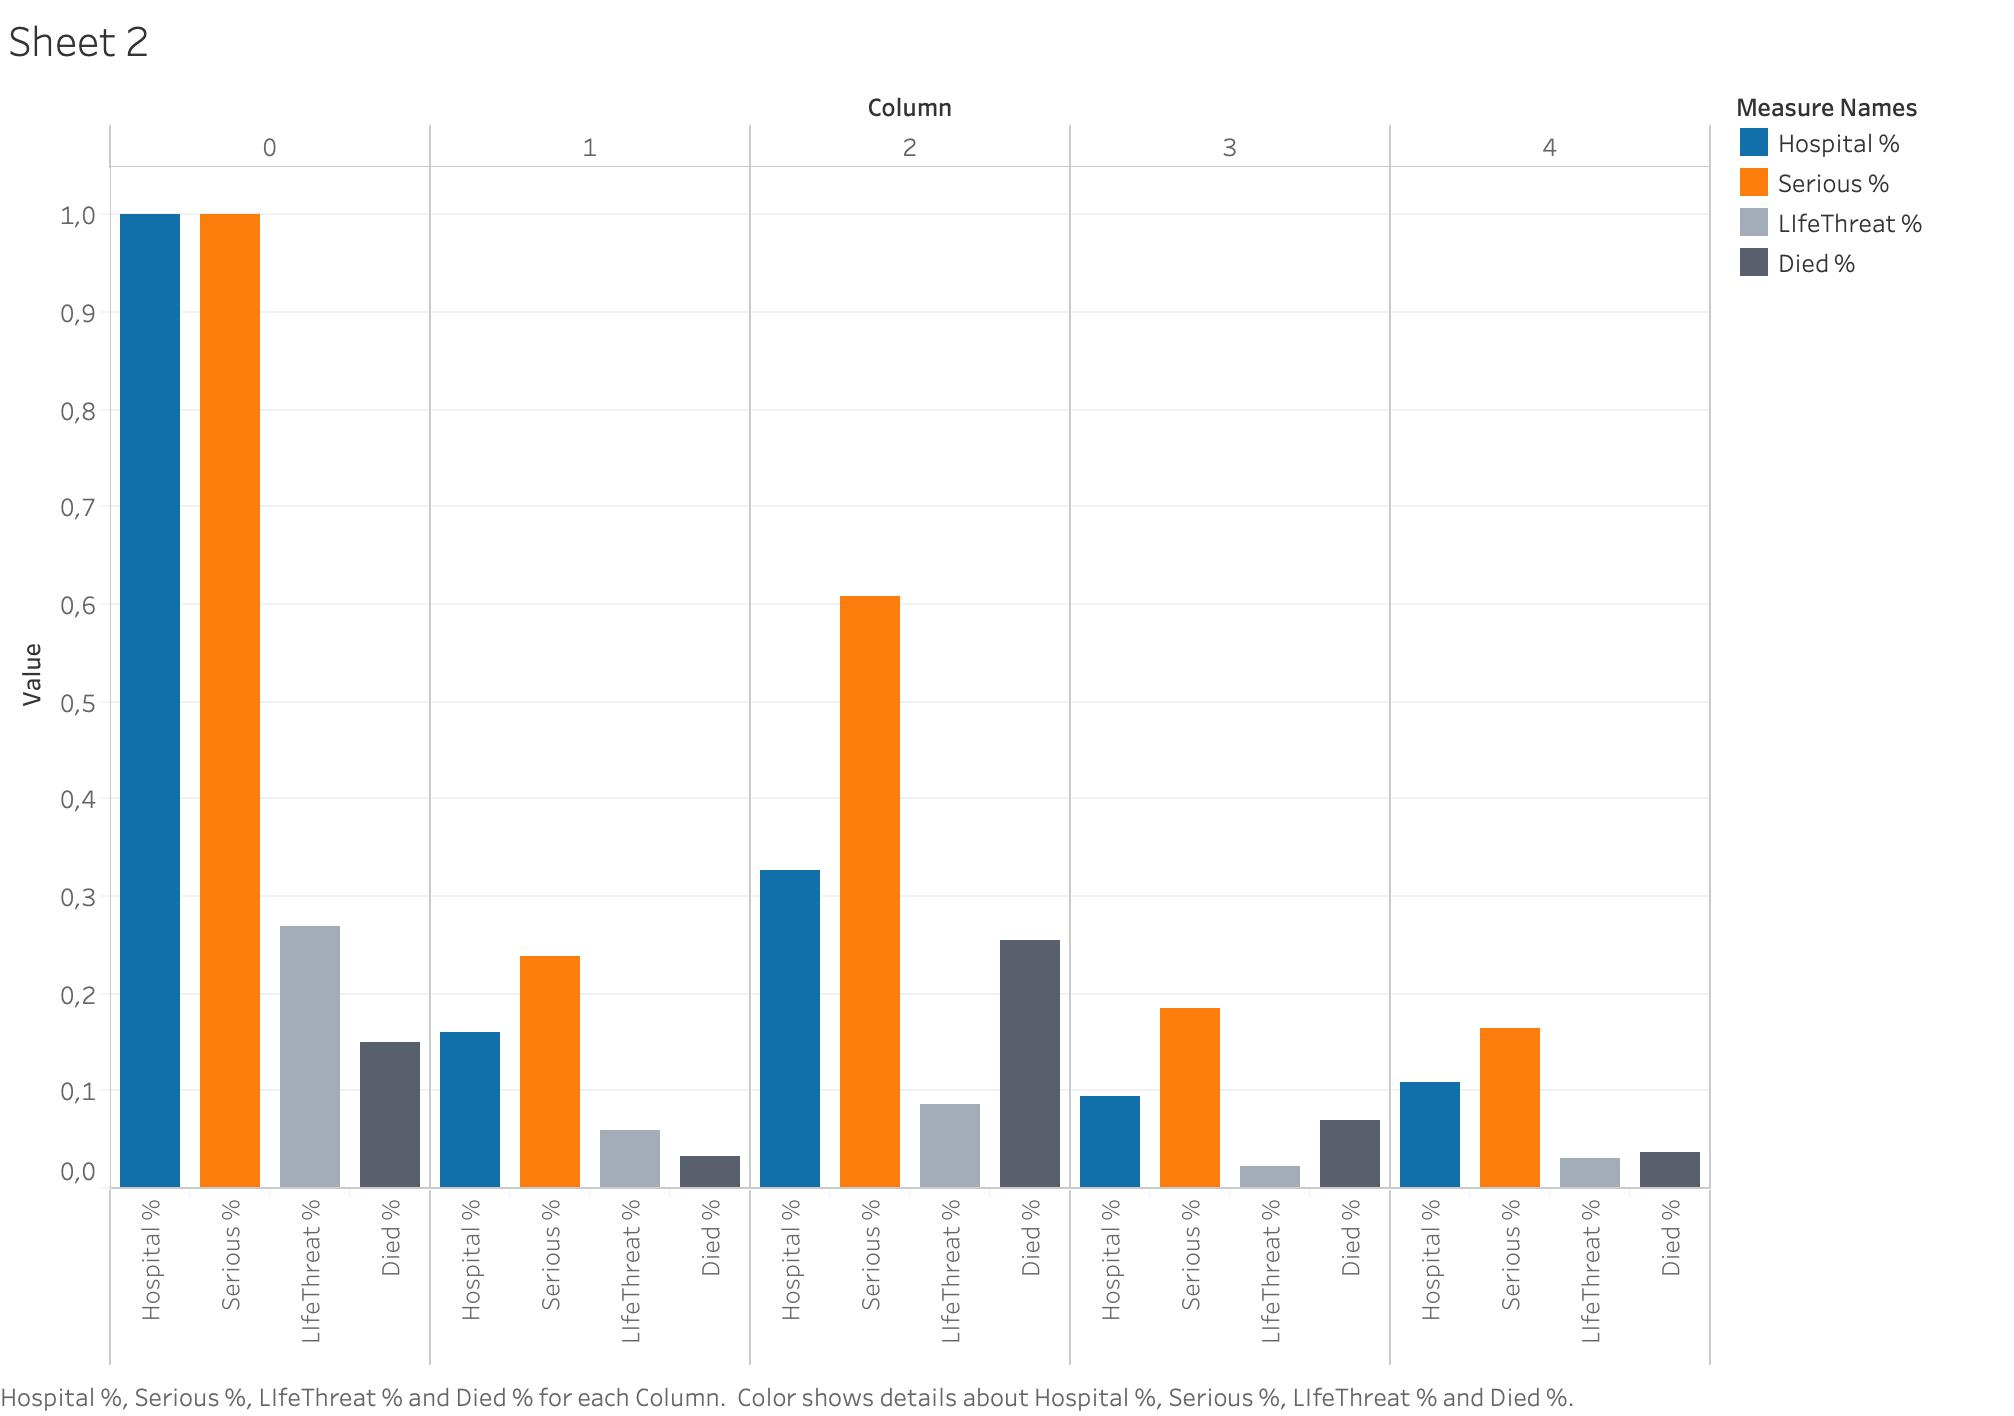 Sheet 2
Column
Measure Names
0 1 2 3 4
Hospital %
Serious %
LIfeThreat %
Died %
1,0
0,9
0,8
0,7
0,6
0,5
0,4
0,3
0,2
0,1
0,0
Value
Hospital %
Serious %
LIfeThreat %
Died %
Hospital %
Serious %
LIfeThreat %
Died %
Hospital %
Serious %
LIfeThreat %
Died %
Hospital %
Serious %
LIfeThreat %
Died %
Hospital %
Serious %
LIfeThreat %
Died %
Hospital %, Serious %, LIfeThreat % and Died % for each Column.  Color shows details about Hospital %, Serious %, LIfeThreat % and Died %.